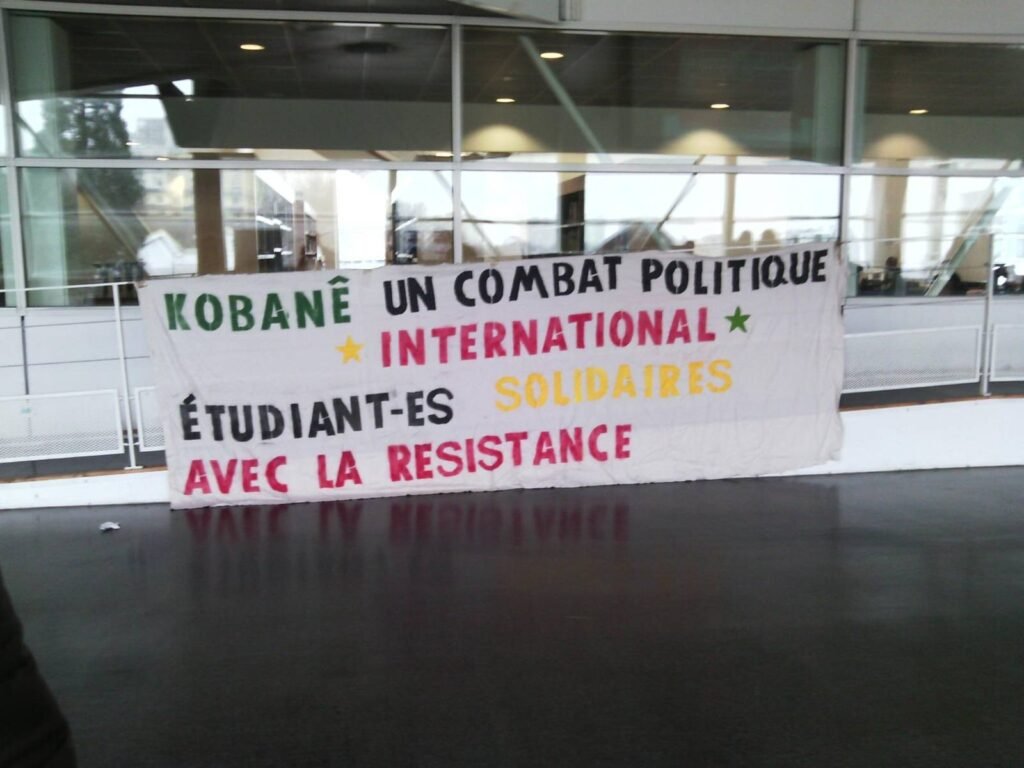 KOBANÊ UN COMBAT POLITIQUE
INTERNATIONAL
ÉTUDIANT-ES SOLIDAIRES
AVEC LA RESISTANCE